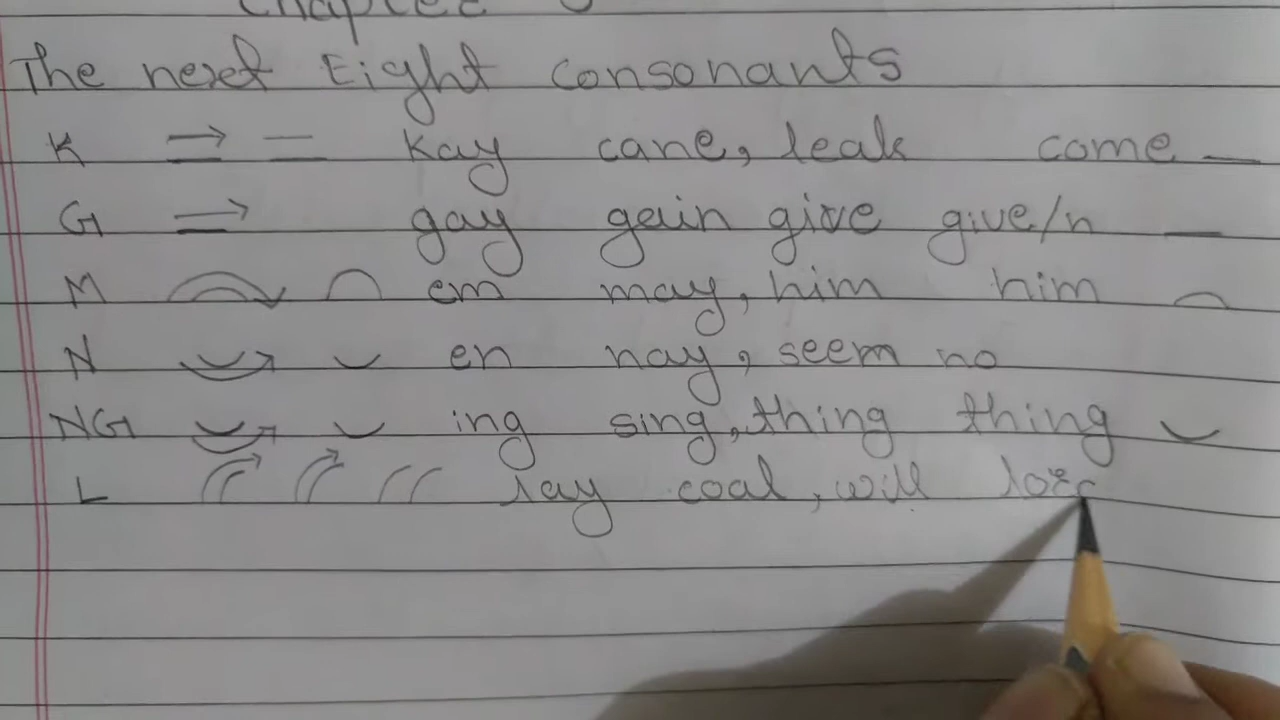 Chapter
The next Eight Consonants
K Kay cane, leak come
G gay gain give give/n
M em may, him him
N en nay, seem no
NG ing sing, thing thing
L lay coal, will